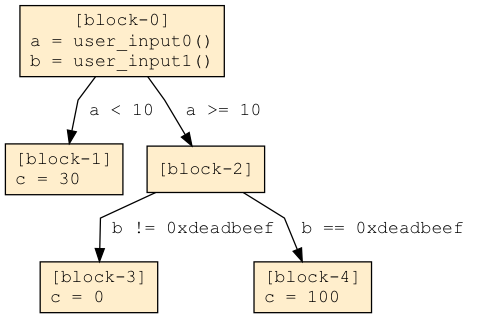 [block-0]
a = user_input0()
b = user_input1()
a < 10
a >= 10
[block-1]
c = 30
[block-2]
b != 0xdeadbeef
b == 0xdeadbeef
[block-3]
c = 0
[block-4]
c = 100